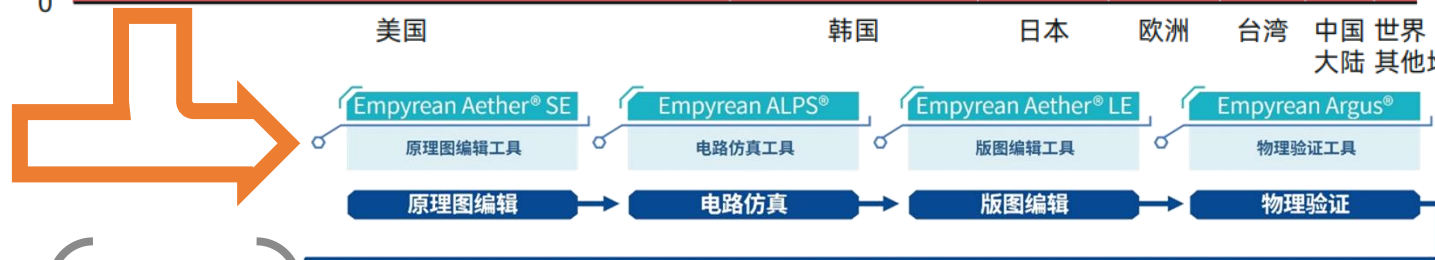 0
美国 韩国 日本 欧洲 台湾 中国 世界
大陆 其他
Empyrean Aether® SE Empyrean ALPS® Empyrean Aether® LE Empyrean Argus®
原理图编辑工具 电路仿真工具 版图编辑工具 物理验证工具
原理图编辑 电路仿真 版图编辑 物理验证